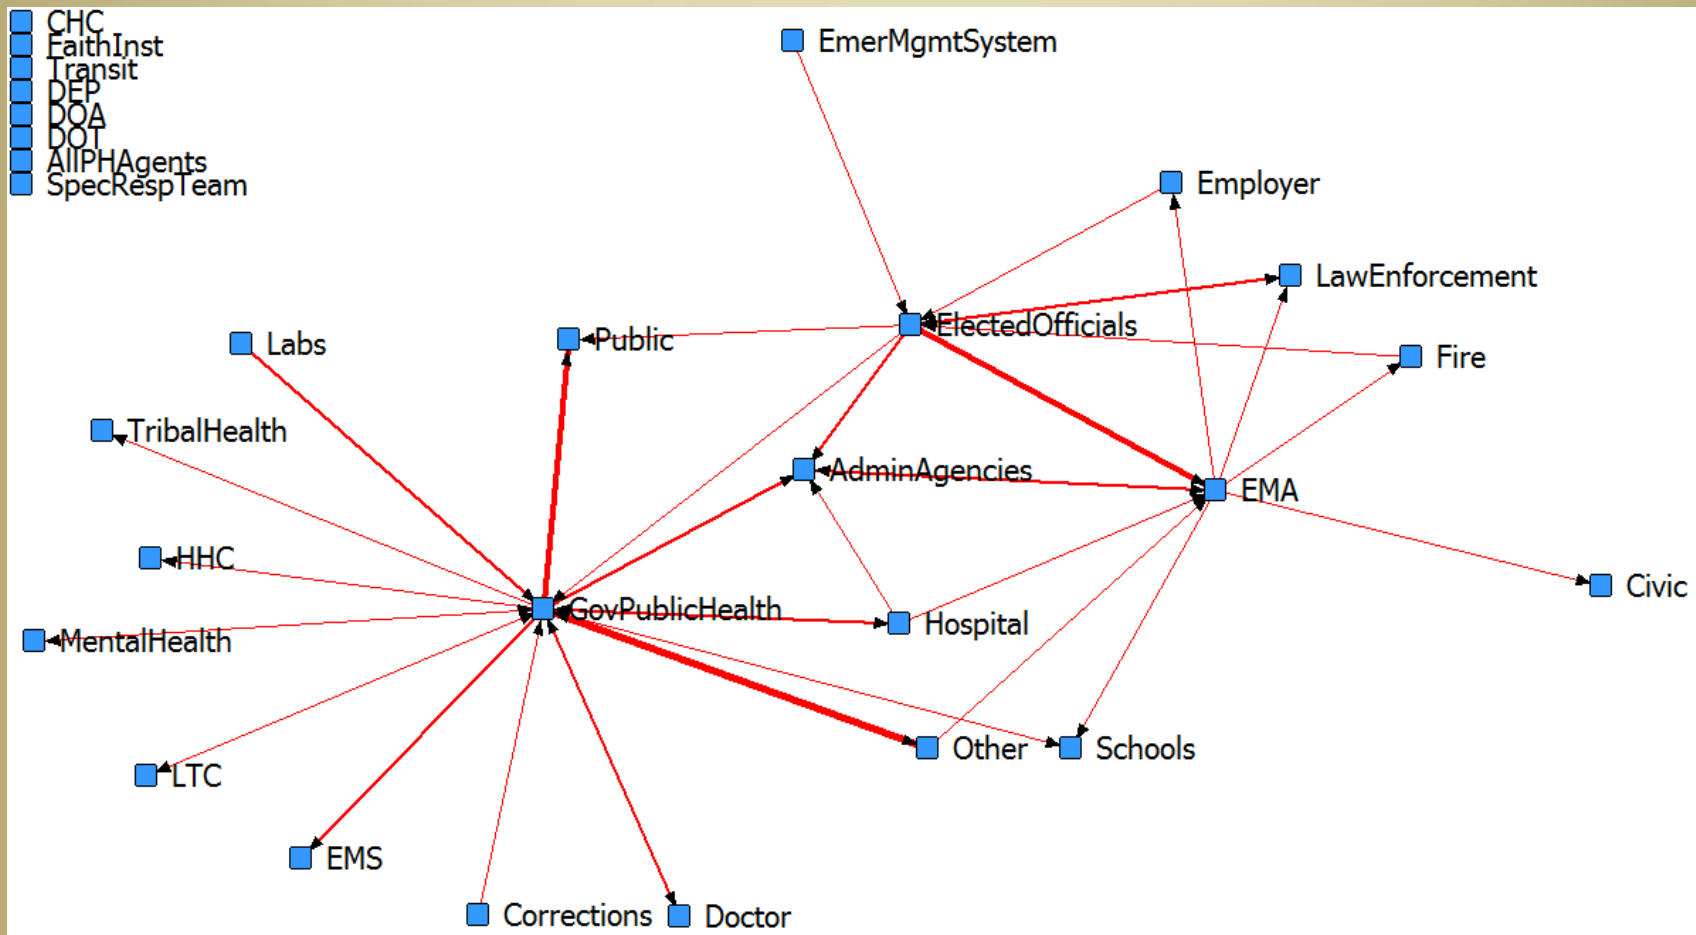 CHC
FaithInst
Transit
DEP
DOA
DOT
AllPHAgents
SpecRespTeam
EmerMgmtSystem
Employer
LawEnforcement
ElectedOfficials
Public
Labs
Fire
TribalHealth
AdminAgencies
EMA
HHC
Civic
GovPublicHealth
Hospital
MentalHealth
Other
Schools
LTC
EMS
Corrections
Doctor